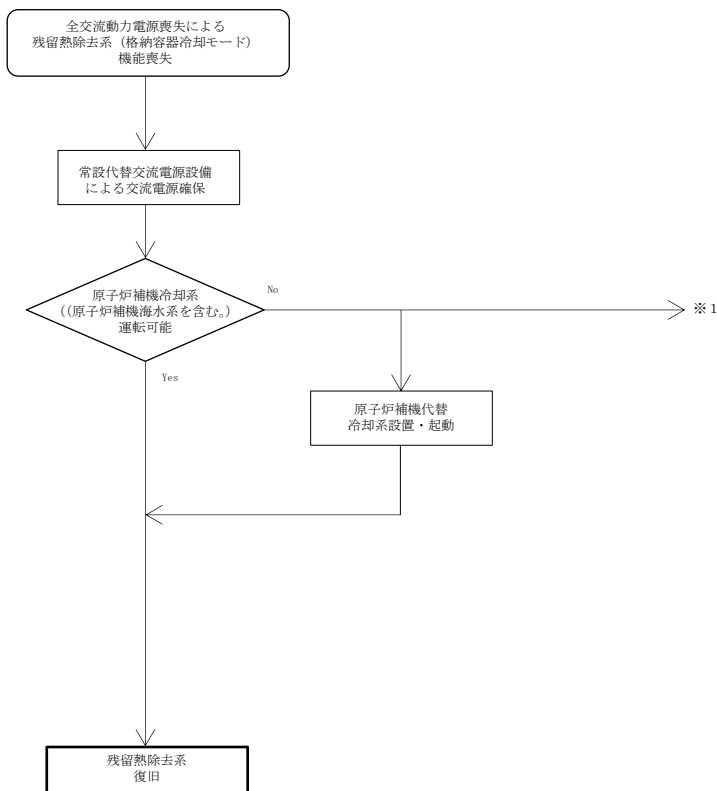 全交流動力電源喪失による
残留熱除去系(格納容器冷却モード)
機能喪失
常設代替交流電源設備
による交流電源確保
原子炉補機冷却系
((原子炉補機海水系を含む。)
運転可能
No
※1
Yes
原子炉補機代替
冷却系設置・起動
残留熱除去系
復旧